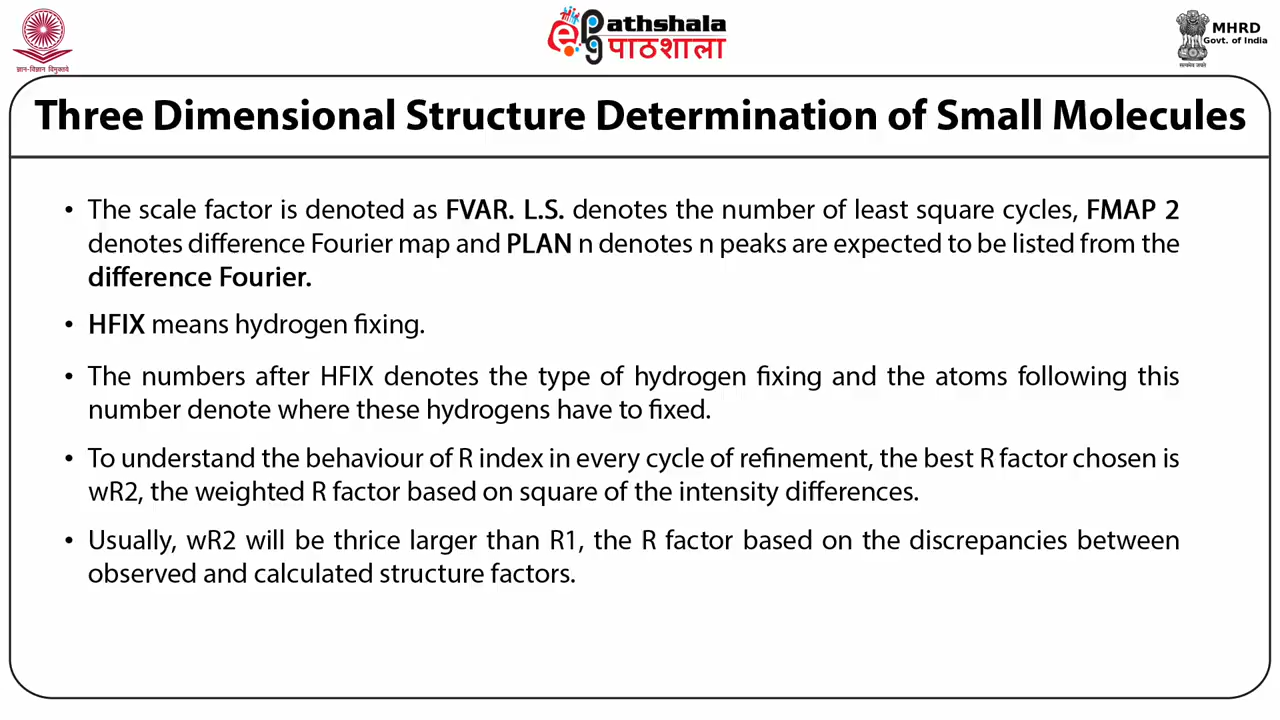 ज्ञान-विज्ञान विमुक्तये
ePathshala
पाठशाला
MHRD
Govt. of India
सत्यमेव जयते
Three Dimensional Structure Determination of Small Molecules
• The scale factor is denoted as FVAR. L.S. denotes the number of least square cycles, FMAP 2
denotes difference Fourier map and PLAN n denotes n peaks are expected to be listed from the
difference Fourier.
• HFIX means hydrogen fixing.
• The numbers after HFIX denotes the type of hydrogen fixing and the atoms following this
number denote where these hydrogens have to fixed.
• To understand the behaviour of R index in every cycle of refinement, the best R factor chosen is
wR2, the weighted R factor based on square of the intensity differences.
• Usually, wR2 will be thrice larger than R1, the R factor based on the discrepancies between
observed and calculated structure factors.